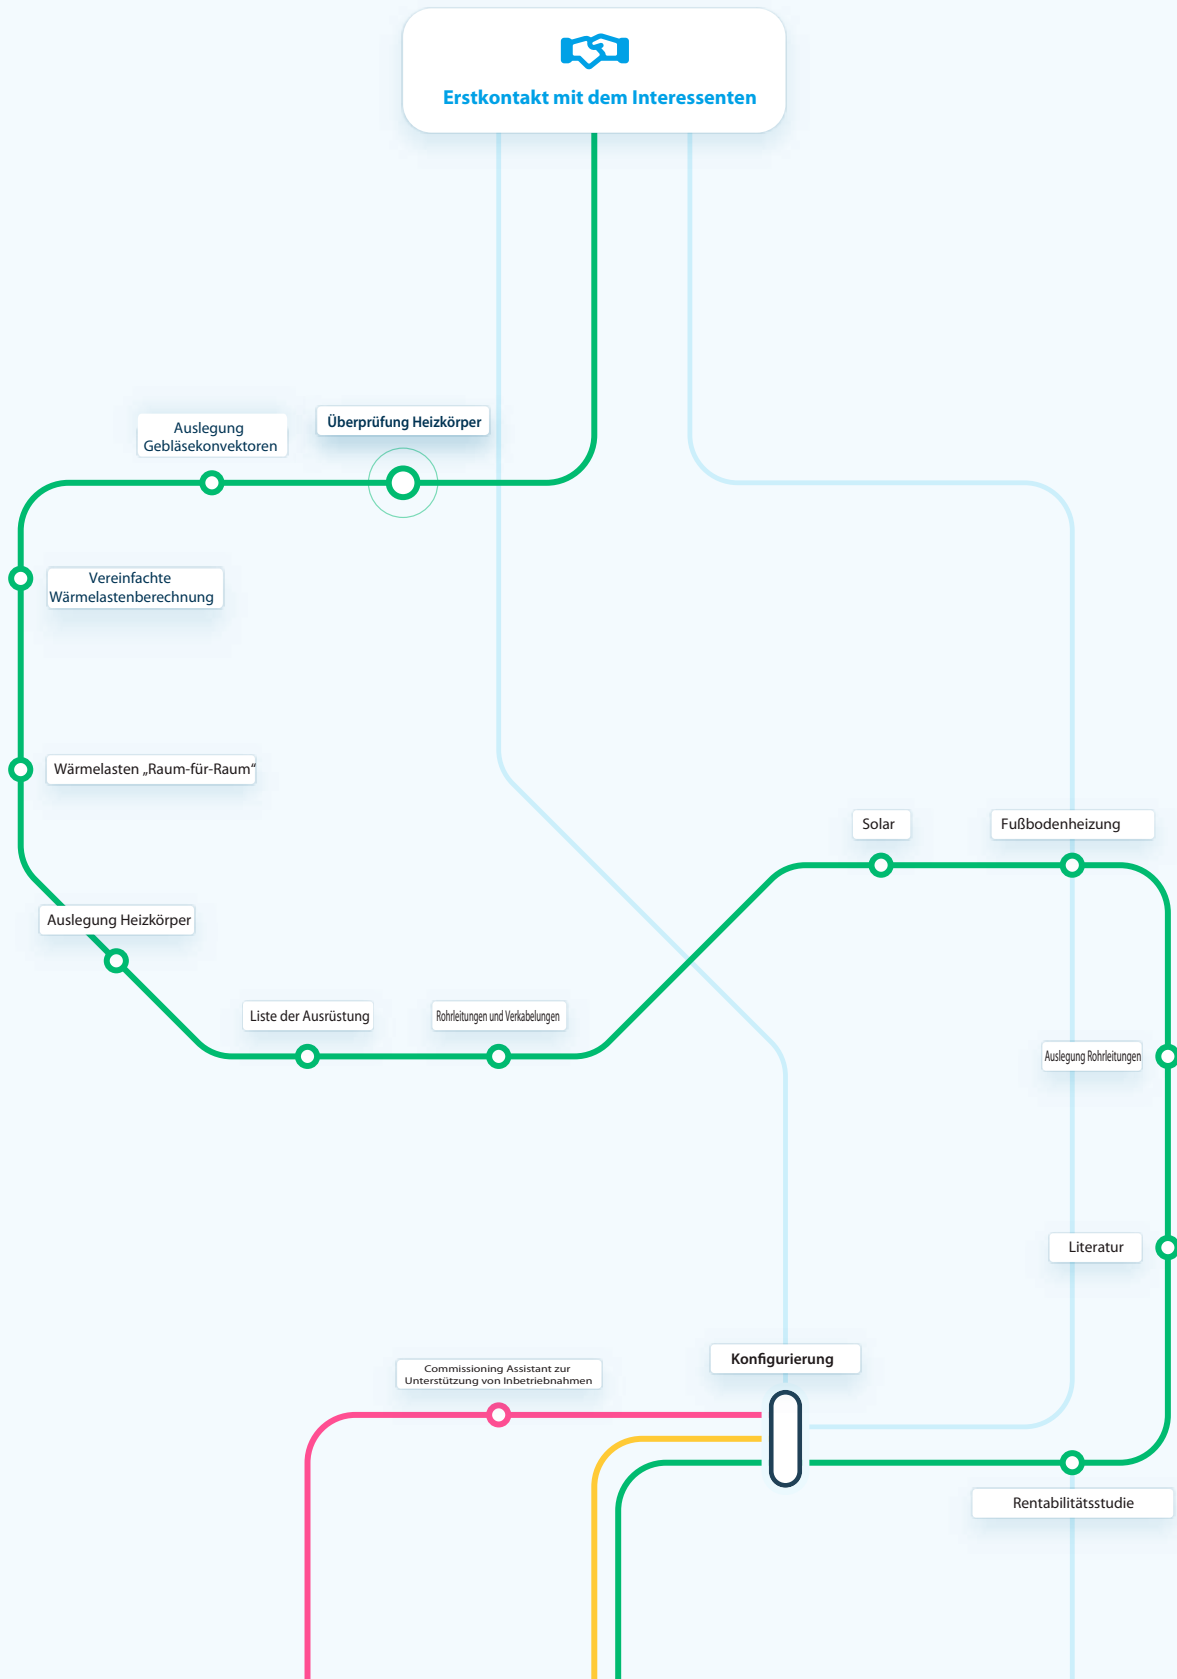 Erstkontakt mit dem Interessenten
Überprüfung Heizkörper
Auslegung
Gebläsekonvektoren
Vereinfachte
Wärmelastenberechnung
Wärmelasten „Raum-für-Raum“
Auslegung Heizkörper
Liste der Ausrüstung
Rohrleitungen und Verkabelungen
Solar
Fußbodenheizung
Auslegung Rohrleitungen
Literatur
Rentabilitätsstudie
Konfigurierung
Commissioning Assistant zur
Unterstützung von Inbetriebnahmen